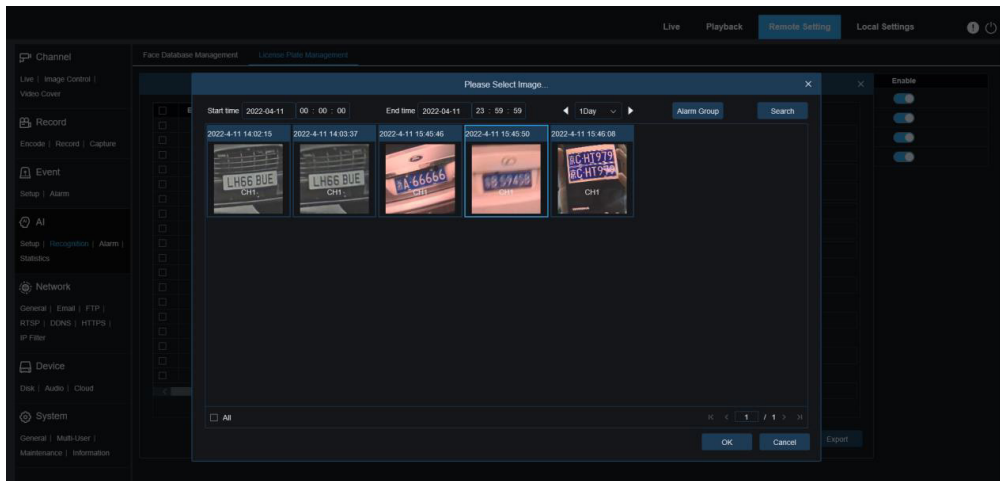 Live Playback Remote Setting Local Settings
Channel
Live | Image Control |
Video Cover
Record
Encode | Record | Capture
Event
Setup | Alarm
AI
Setup | Recognition | Alarm |
Statistics
Network
General | Email | FTP |
RTSP | DDNS | HTTPS |
IP Filter
Device
Disk | Audio | Cloud
System
General | Multi-User |
Maintenance | Information
Face Database Management License Plate Management
Please Select Image...
Start time 2022-04-11 00 : 00 : 00 End time 2022-04-11 23 : 59 : 59 1Day Alarm Group Search
2022-4-11 14:02:15 2022-4-11 14:03:37 2022-4-11 15:45:46 2022-4-11 15:45:50 2022-4-11 15:46:08
LH66 BUE LH66 BUE A·66666 B·59458 C·HT979
C·HT979
CH1 CH1 CH1 CH1 CH1
All
1 / 1
OK Cancel
Export
Enable